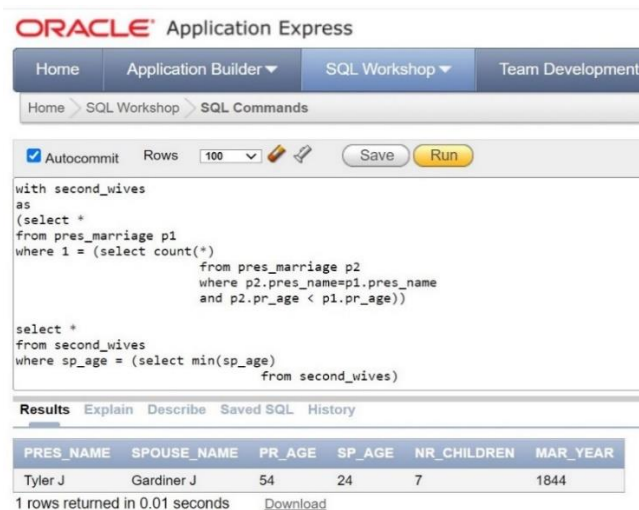 ORACLE Application Express
Home Application Builder SQL Workshop Team Development
Home SQL Workshop SQL Commands
Autocommit Rows 100 Save Run
with second_wives
as
(select *
from pres_marriage p1
where 1 = (select count(*)
from pres_marriage p2
where p2.pres_name=p1.pres_name
and p2.pr_age < p1.pr_age))
select *
from second_wives
where sp_age = (select min(sp_age)
from second_wives)
Results Explain Describe Saved SQL History
PRES_NAME SPOUSE_NAME PR_AGE SP_AGE NR_CHILDREN MAR_YEAR
Tyler J Gardiner J 54 24 7 1844
1 rows returned in 0.01 seconds Download